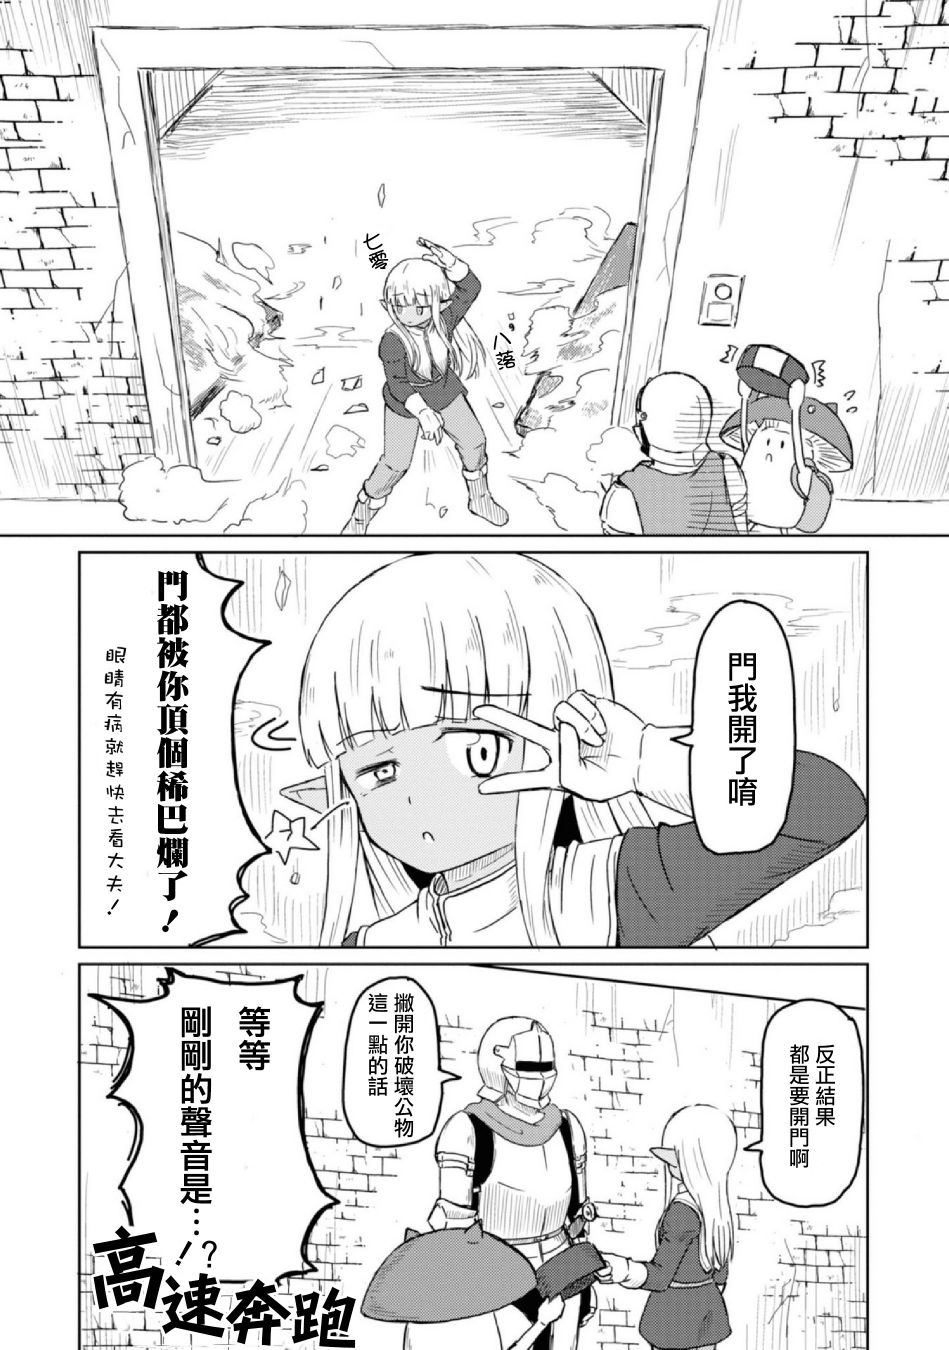 七零
八落
門我開了唷
門都被你頂個稀巴爛了！
眼睛有病就趕快去看大夫！
反正結果
都是要開門啊
撇開你破壞公物
這一點的話
等等
剛剛的聲音是…！？
高速奔跑